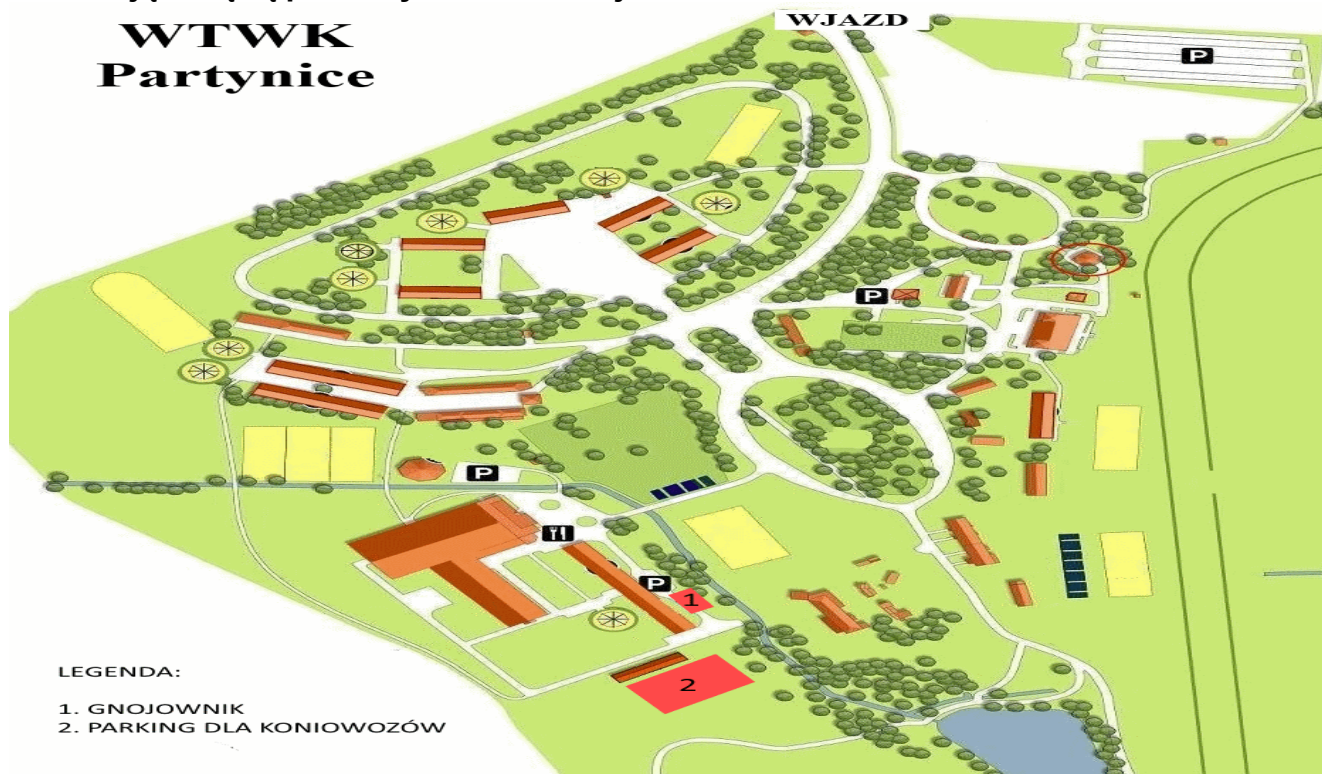 WTWK
Partynice
WJAZD
P
P
P
P
1
2
LEGENDA:
1. GNOJOWNIK
2. PARKING DLA KONIOWOZÓW